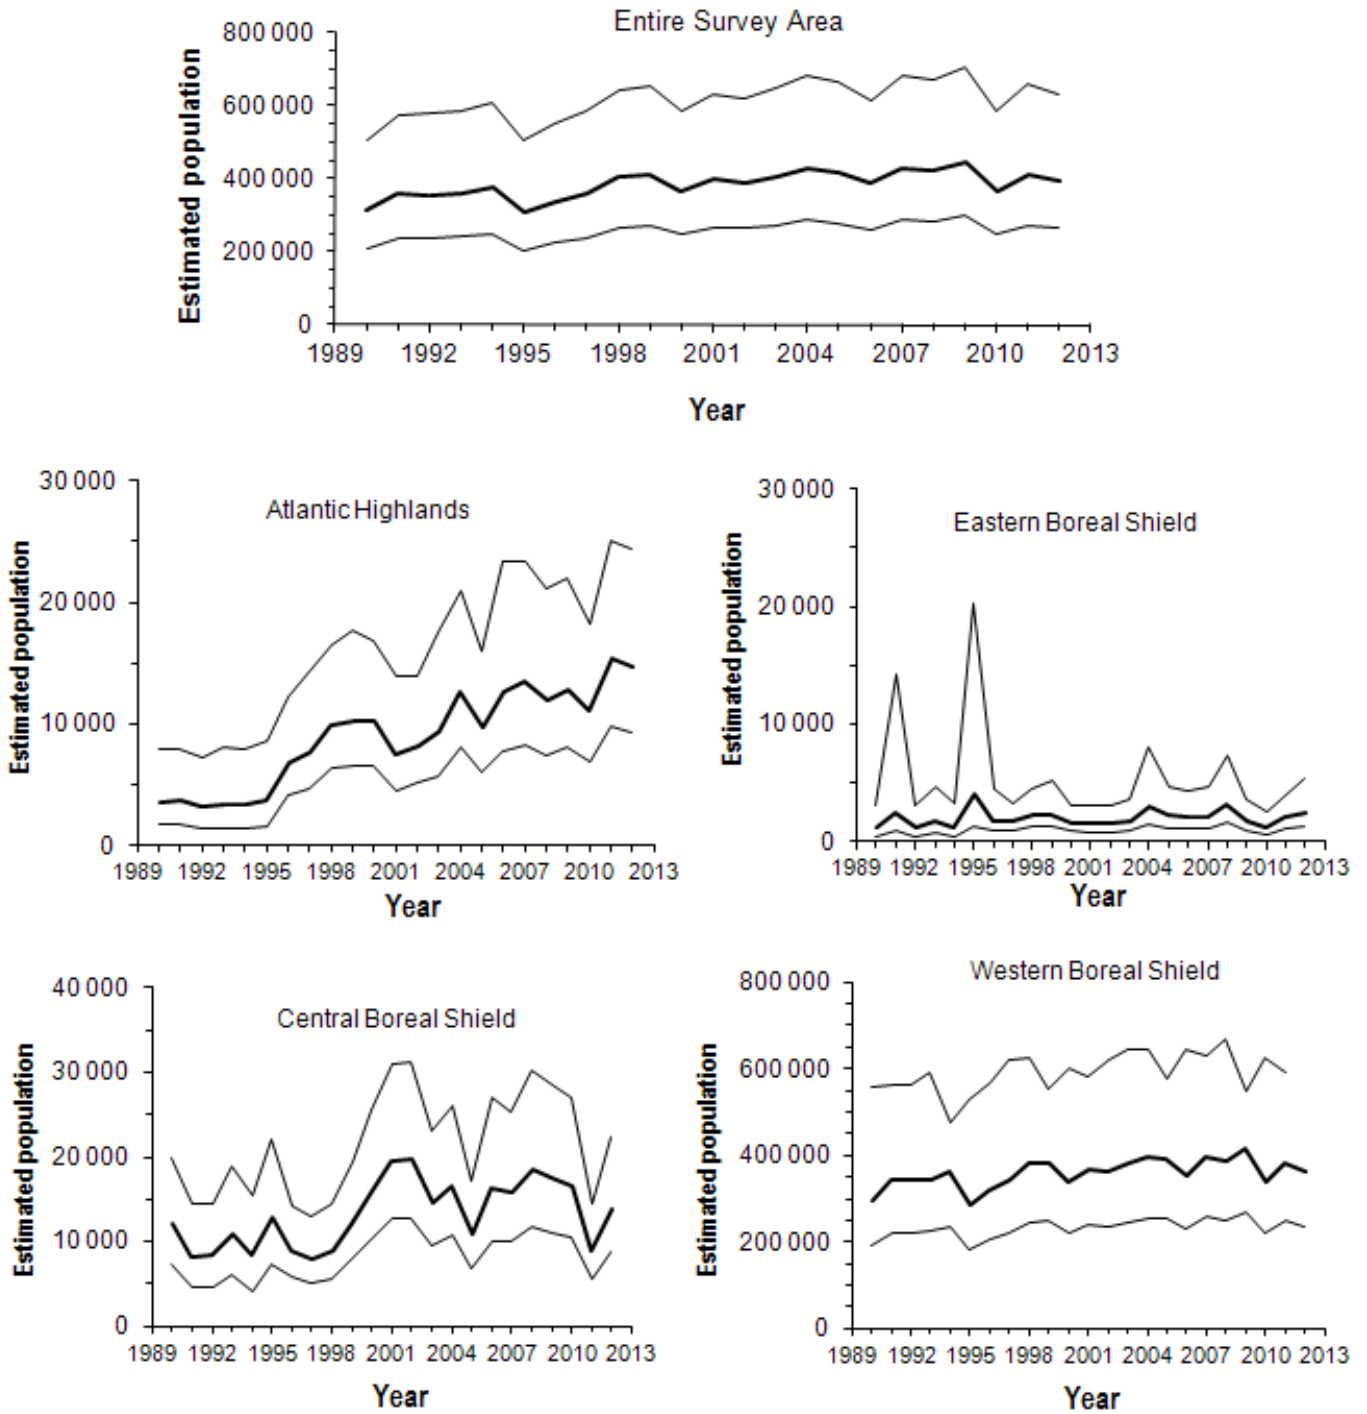 Entire Survey Area
Estimated population
800 000
600 000
400 000
200 000
0
1989 1992 1995 1998 2001 2004 2007 2010 2013
Year
Atlantic Highlands
Estimated population
30 000
20 000
10 000
0
1989 1992 1995 1998 2001 2004 2007 2010 2013
Year
Eastern Boreal Shield
Estimated population
30 000
20 000
10 000
0
1989 1992 1995 1998 2001 2004 2007 2010 2013
Year
Central Boreal Shield
Estimated population
40 000
30 000
20 000
10 000
0
1989 1992 1995 1998 2001 2004 2007 2010 2013
Year
Western Boreal Shield
Estimated population
800 000
600 000
400 000
200 000
0
1989 1992 1995 1998 2001 2004 2007 2010 2013
Year